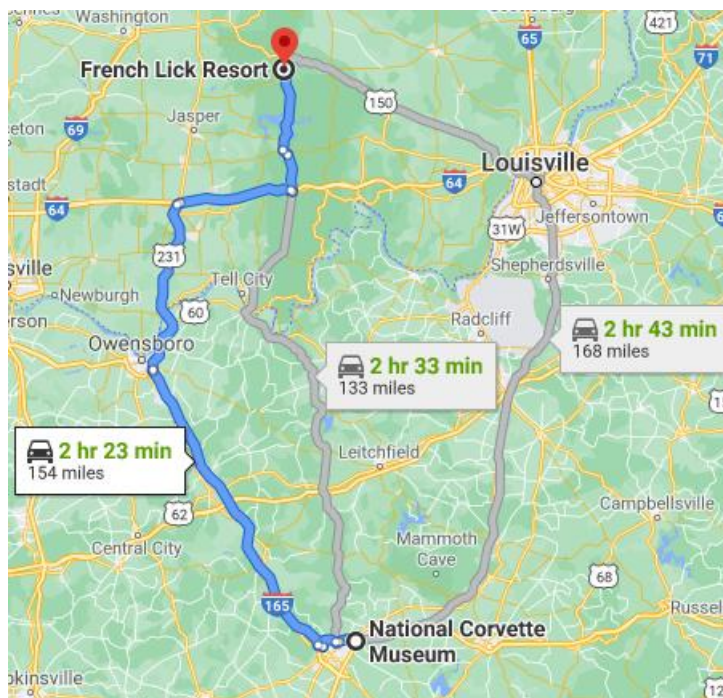 Washington
French Lick Resort
65
421
71
150
69
Jasper
Louisville
64
Jeffersontown
64
31W
231
Tell City
Shepherdsville
Newburgh
60
Owensboro
Radcliff
2 hr 43 min
168 miles
2 hr 33 min
133 miles
2 hr 23 min
154 miles
Leitchfield
62
Central City
Campbellsville
Mammoth
Cave
68
165
National Corvette
Museum